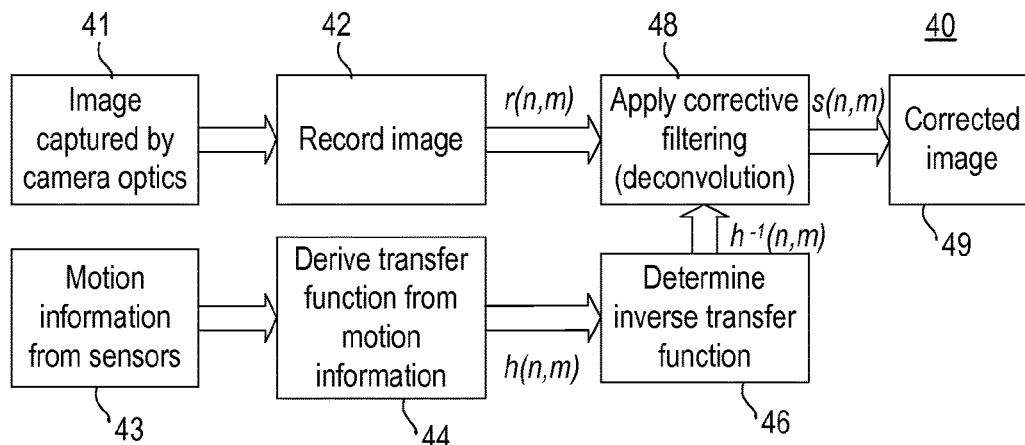 41
42
48
40
Image
captured by
camera optics
Record image
r(n,m)
Apply corrective
filtering
(deconvolution)
s(n,m)
Corrected
image
49
h⁻¹(n,m)
Motion
information
from sensors
Derive transfer
function from
motion
information
h(n,m)
Determine
inverse transfer
function
43
44
46